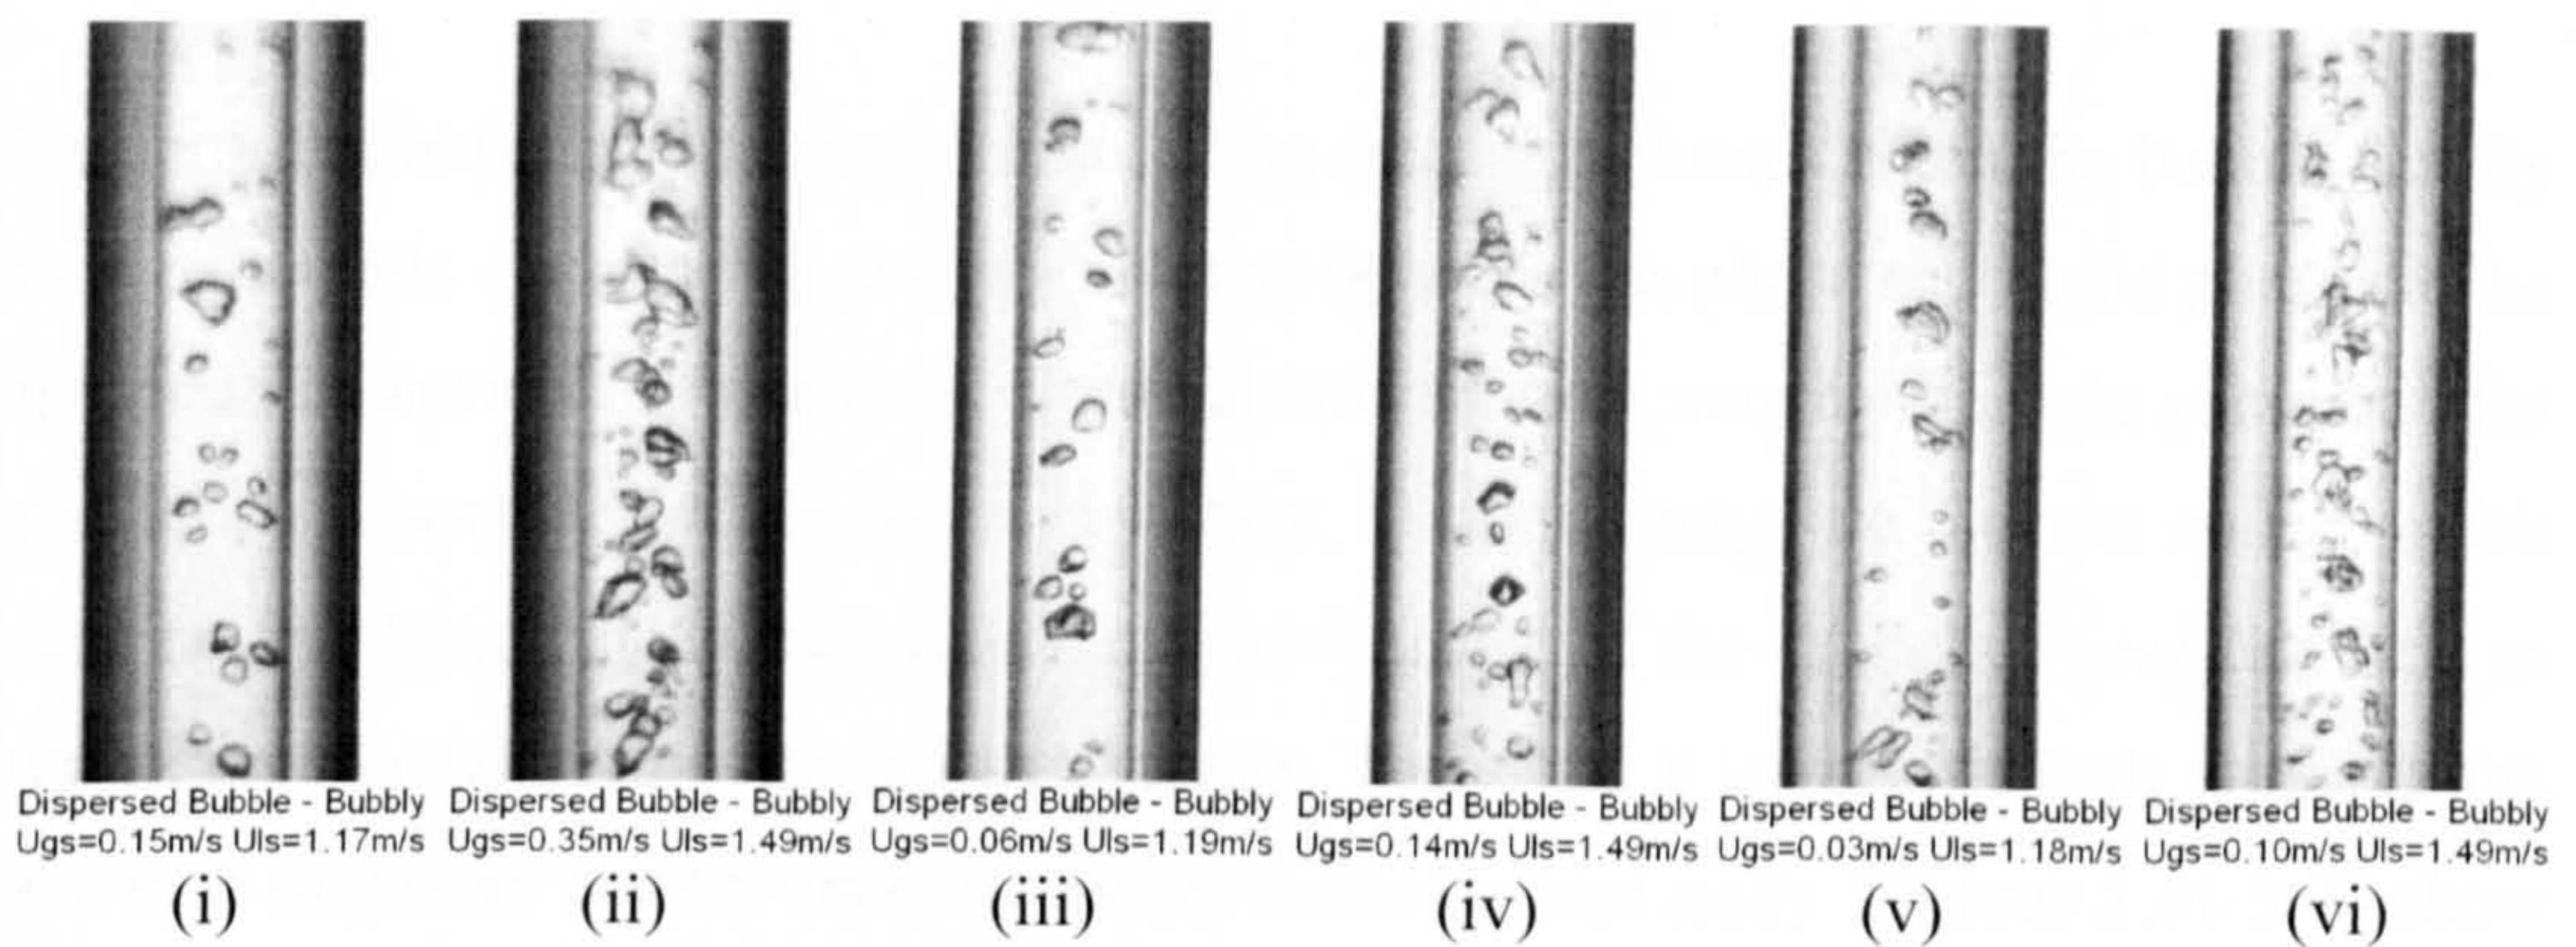 Dispersed Bubble - Bubbly
Ugs=0.15m/s Uls=1.17m/s
(i)
Dispersed Bubble - Bubbly
Ugs=0.35m/s Uls=1.49m/s
(ii)
Dispersed Bubble - Bubbly
Ugs=0.06m/s Uls=1.19m/s
(iii)
Dispersed Bubble - Bubbly
Ugs=0.14m/s Uls=1.49m/s
(iv)
Dispersed Bubble - Bubbly
Ugs=0.03m/s Uls=1.18m/s
(v)
Dispersed Bubble - Bubbly
Ugs=0.10m/s Uls=1.49m/s
(vi)